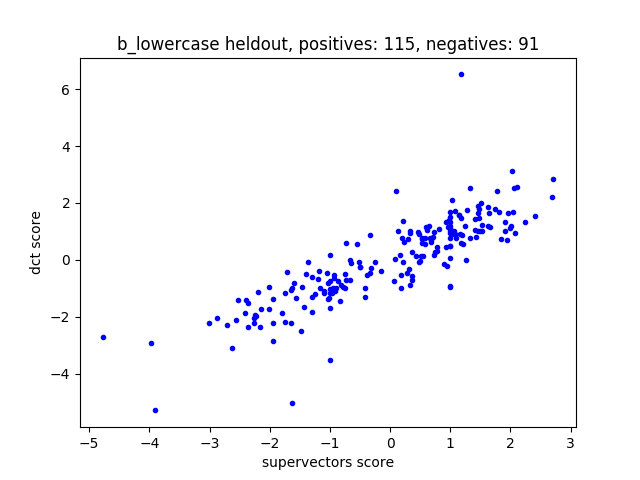 b_lowercase heldout, positives: 115, negatives: 91
6
4
2
0
−2
−4
dct score
−5 −4 −3 −2 −1 0 1 2 3
supervectors score